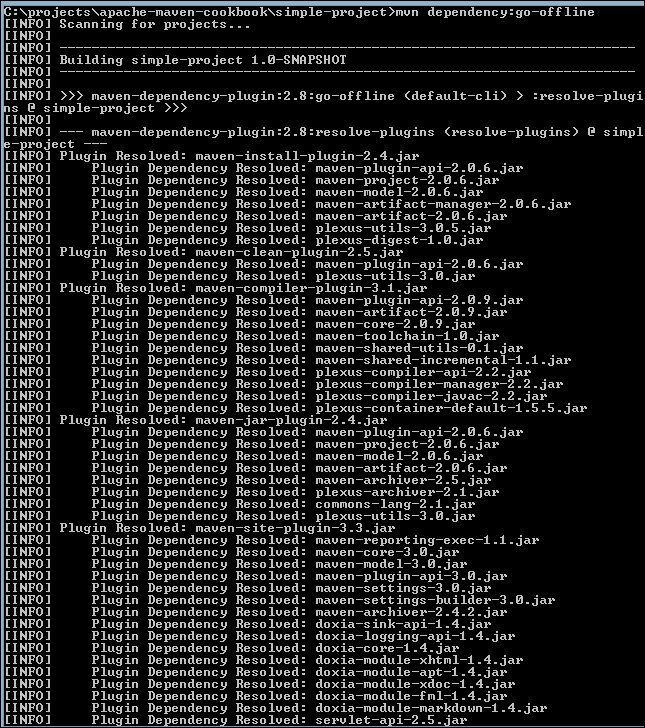 C:\projects\apache-maven-cookbook\simple-project>mvn dependency:go-offline
[INFO] Scanning for projects...
[INFO]
[INFO] ------------------------------------------------------------------------
[INFO] Building simple-project 1.0-SNAPSHOT
[INFO] ------------------------------------------------------------------------
[INFO]
[INFO] >>> maven-dependency-plugin:2.8:go-offline (default-cli) > :resolve-plugi
ns @ simple-project >>>
[INFO]
[INFO] --- maven-dependency-plugin:2.8:resolve-plugins (resolve-plugins) @ simpl
e-project ---
[INFO] Plugin Resolved: maven-install-plugin-2.4.jar
[INFO]     Plugin Dependency Resolved: maven-plugin-api-2.0.6.jar
[INFO]     Plugin Dependency Resolved: maven-project-2.0.6.jar
[INFO]     Plugin Dependency Resolved: maven-model-2.0.6.jar
[INFO]     Plugin Dependency Resolved: maven-artifact-manager-2.0.6.jar
[INFO]     Plugin Dependency Resolved: maven-artifact-2.0.6.jar
[INFO]     Plugin Dependency Resolved: plexus-utils-3.0.5.jar
[INFO]     Plugin Dependency Resolved: plexus-digest-1.0.jar
[INFO] Plugin Resolved: maven-clean-plugin-2.5.jar
[INFO]     Plugin Dependency Resolved: maven-plugin-api-2.0.6.jar
[INFO]     Plugin Dependency Resolved: plexus-utils-3.0.jar
[INFO] Plugin Resolved: maven-compiler-plugin-3.1.jar
[INFO]     Plugin Dependency Resolved: maven-plugin-api-2.0.9.jar
[INFO]     Plugin Dependency Resolved: maven-artifact-2.0.9.jar
[INFO]     Plugin Dependency Resolved: maven-core-2.0.9.jar
[INFO]     Plugin Dependency Resolved: maven-toolchain-1.0.jar
[INFO]     Plugin Dependency Resolved: maven-shared-utils-0.1.jar
[INFO]     Plugin Dependency Resolved: maven-shared-incremental-1.1.jar
[INFO]     Plugin Dependency Resolved: plexus-compiler-api-2.2.jar
[INFO]     Plugin Dependency Resolved: plexus-compiler-manager-2.2.jar
[INFO]     Plugin Dependency Resolved: plexus-compiler-javac-2.2.jar
[INFO]     Plugin Dependency Resolved: plexus-container-default-1.5.5.jar
[INFO] Plugin Resolved: maven-jar-plugin-2.4.jar
[INFO]     Plugin Dependency Resolved: maven-plugin-api-2.0.6.jar
[INFO]     Plugin Dependency Resolved: maven-project-2.0.6.jar
[INFO]     Plugin Dependency Resolved: maven-model-2.0.6.jar
[INFO]     Plugin Dependency Resolved: maven-artifact-2.0.6.jar
[INFO]     Plugin Dependency Resolved: maven-archiver-2.5.jar
[INFO]     Plugin Dependency Resolved: plexus-archiver-2.1.jar
[INFO]     Plugin Dependency Resolved: commons-lang-2.1.jar
[INFO]     Plugin Dependency Resolved: plexus-utils-3.0.jar
[INFO] Plugin Resolved: maven-site-plugin-3.3.jar
[INFO]     Plugin Dependency Resolved: maven-reporting-exec-1.1.jar
[INFO]     Plugin Dependency Resolved: maven-core-3.0.jar
[INFO]     Plugin Dependency Resolved: maven-model-3.0.jar
[INFO]     Plugin Dependency Resolved: maven-plugin-api-3.0.jar
[INFO]     Plugin Dependency Resolved: maven-settings-3.0.jar
[INFO]     Plugin Dependency Resolved: maven-settings-builder-3.0.jar
[INFO]     Plugin Dependency Resolved: maven-archiver-2.4.2.jar
[INFO]     Plugin Dependency Resolved: doxia-sink-api-1.4.jar
[INFO]     Plugin Dependency Resolved: doxia-logging-api-1.4.jar
[INFO]     Plugin Dependency Resolved: doxia-core-1.4.jar
[INFO]     Plugin Dependency Resolved: doxia-module-xhtml-1.4.jar
[INFO]     Plugin Dependency Resolved: doxia-module-apt-1.4.jar
[INFO]     Plugin Dependency Resolved: doxia-module-xdoc-1.4.jar
[INFO]     Plugin Dependency Resolved: doxia-module-fml-1.4.jar
[INFO]     Plugin Dependency Resolved: doxia-module-markdown-1.4.jar
[INFO]     Plugin Dependency Resolved: servlet-api-2.5.jar